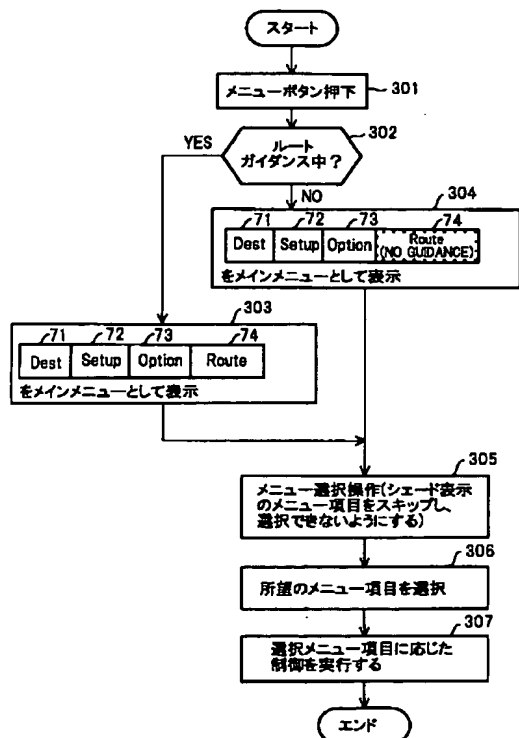 スタート
メニューボタン押下
301
ルート
ガイダンス中？
302
YES
NO
304
71
72
73
74
Dest
Setup
Option
Route
(NO GUIDANCE)
をメインメニューとして表示
303
71
72
73
74
Dest
Setup
Option
Route
をメインメニューとして表示
305
メニュー選択操作(シェード表示
のメニュー項目をスキップし、
選択できないようにする)
306
所望のメニュー項目を選択
307
選択メニュー項目に応じた
制御を実行する
エンド